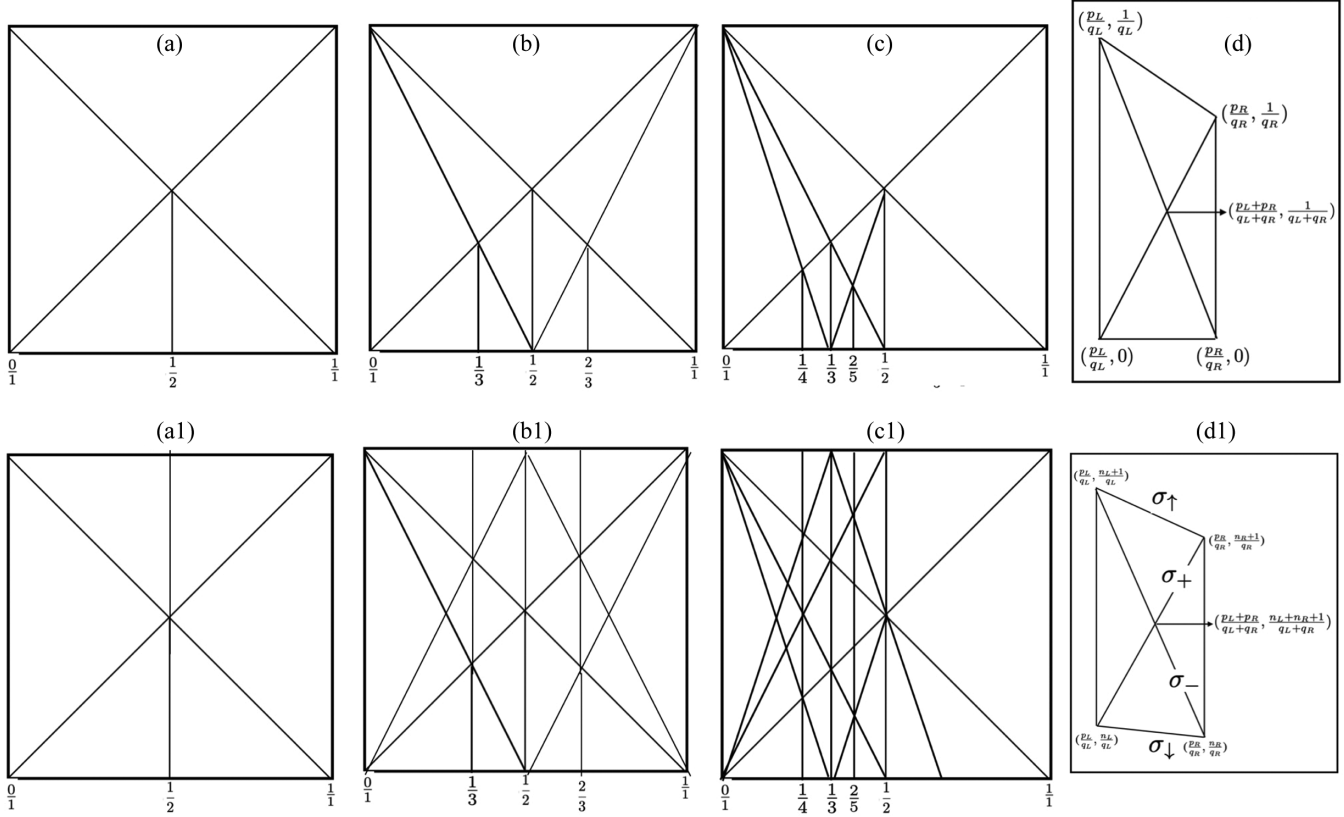 (a)
0/1 1/2 1/1
(b)
0/1 1/3 1/2 2/3 1/1
(c)
0/1 1/4 1/3 2/5 1/2 1/1
(d)
(p_L/q_L, 1/q_L)
(p_R/q_R, 1/q_R)
(p_L+p_R/q_L+q_R, 1/q_L+q_R)
(p_L/q_L, 0) (p_R/q_R, 0)
(a1)
0/1 1/2 1/1
(b1)
0/1 1/3 1/2 2/3 1/1
(c1)
0/1 1/4 1/3 2/5 1/2 1/1
(d1)
(p_L/q_L, n_L+1/q_L)
σ↑
(p_R/q_R, n_R+1/q_R)
σ+
(p_L+p_R/q_L+q_R, n_L+n_R+1/q_L+q_R)
σ−
(p_L/q_L, n_L/q_L) σ↓ (p_R/q_R, n_R/q_R)